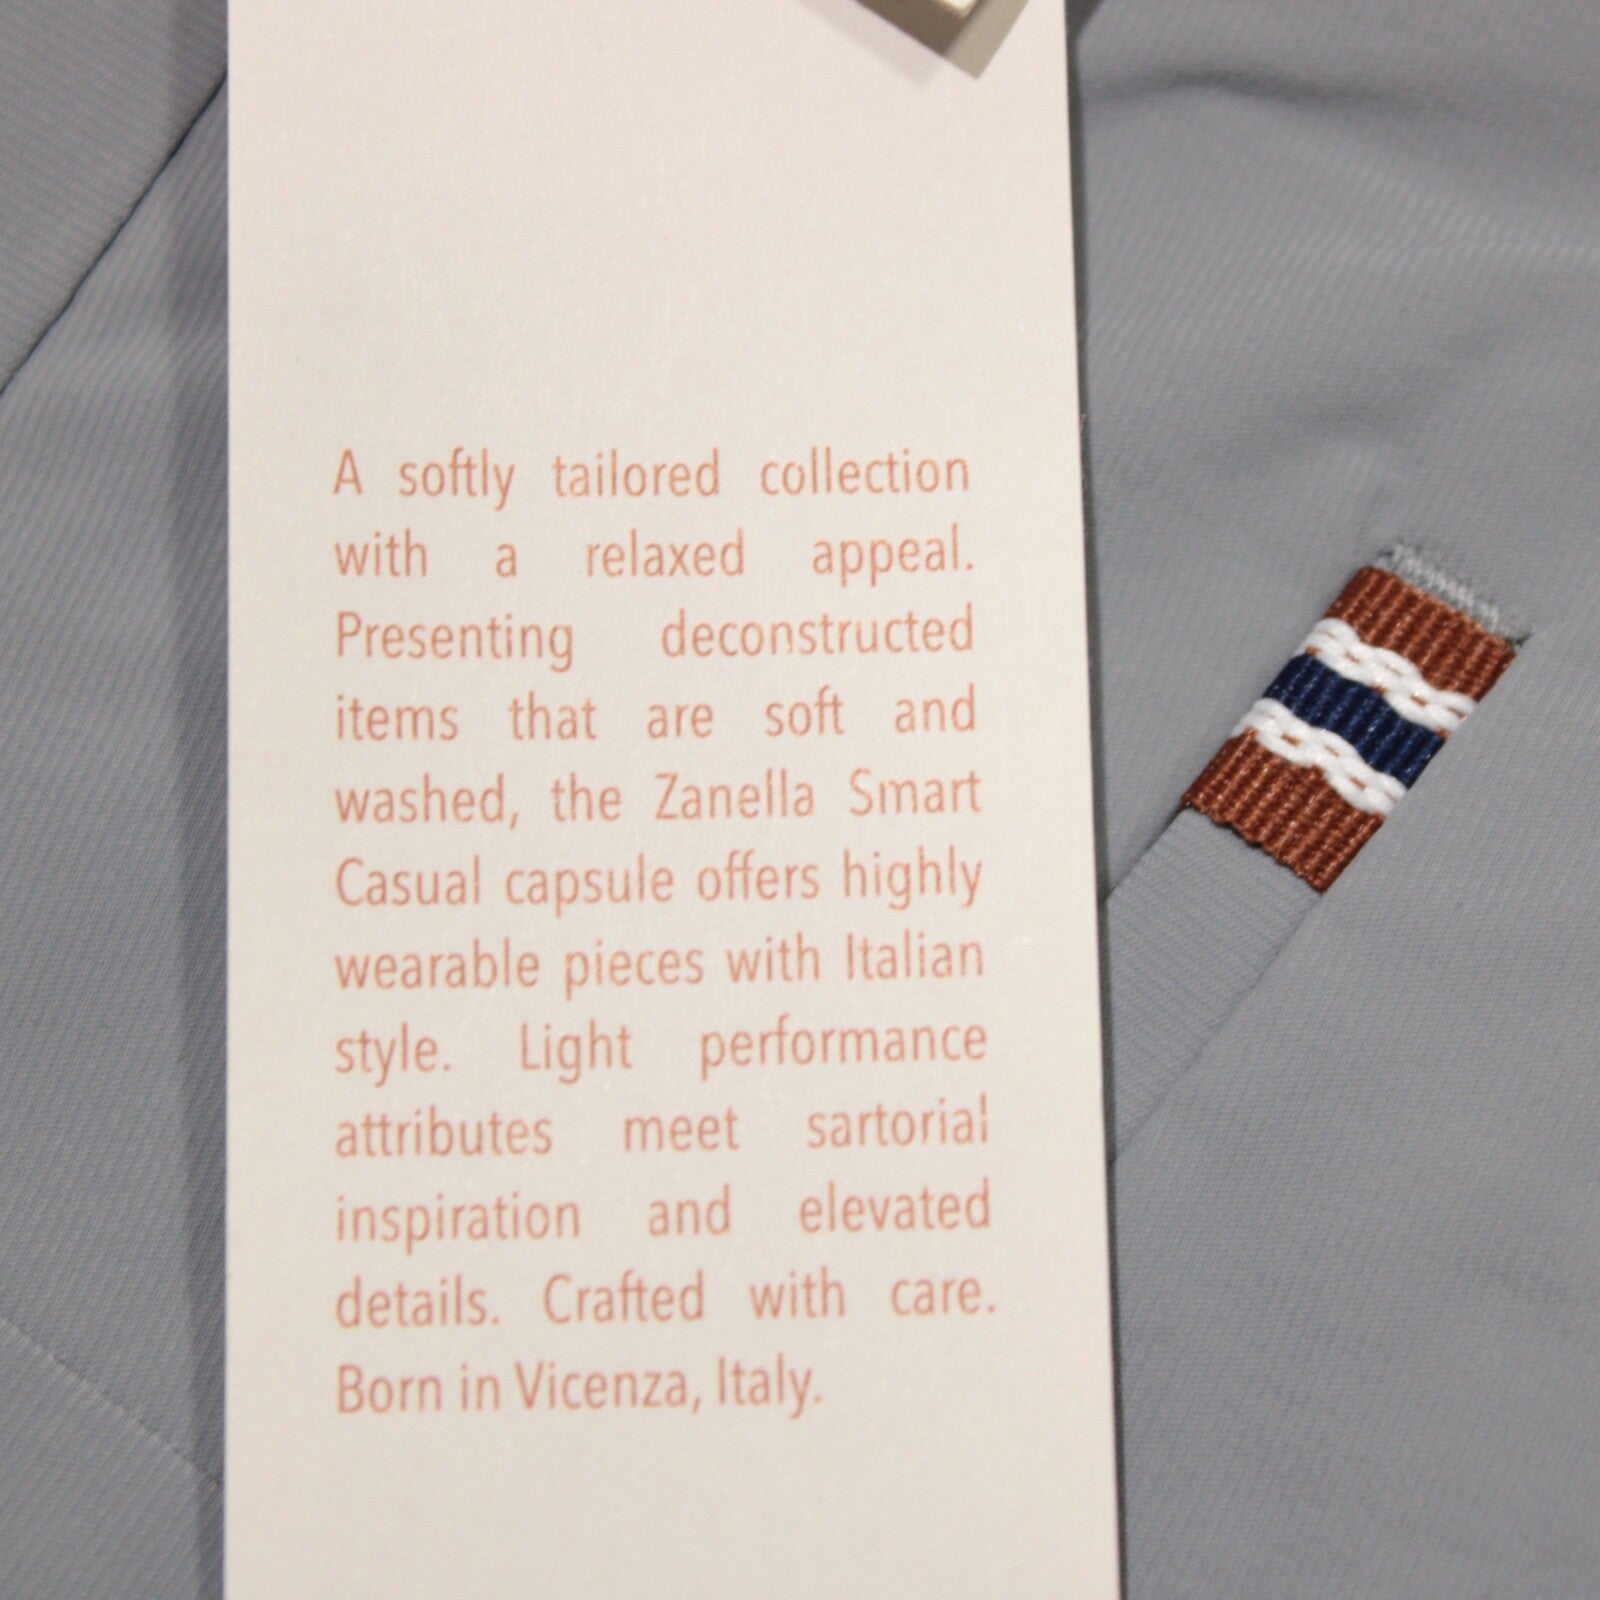 A softly tailored collection
with a relaxed appeal.
Presenting deconstructed
items that are soft and
washed, the Zanella Smart
Casual capsule offers highly
wearable pieces with Italian
style. Light performance
attributes meet sartorial
inspiration and elevated
details. Crafted with care.
Born in Vicenza, Italy.